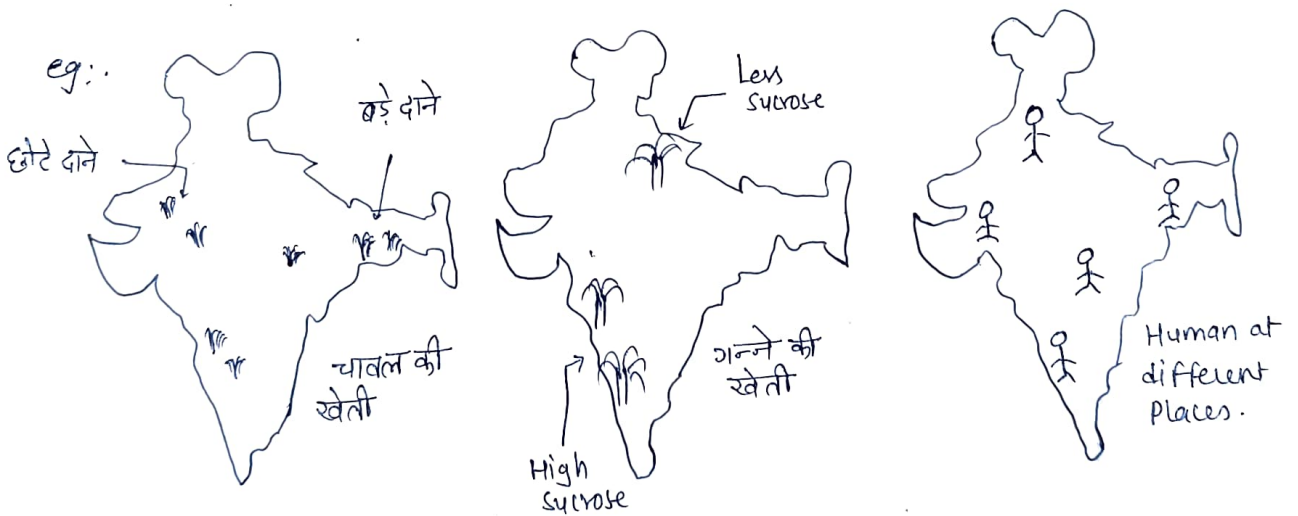 eg:.
छोटे दाने
बड़े दाने
चावल की
खेती
Less
sucrose
High
sucrose
गन्ने की
खेती
Human at
different
Places.